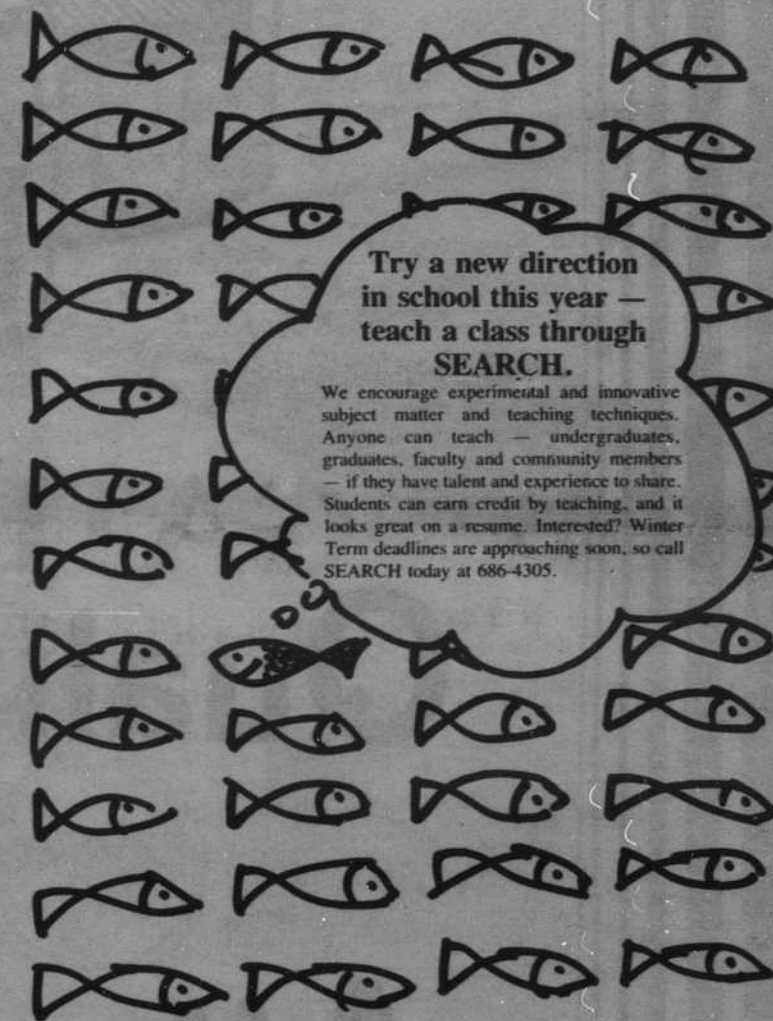 Try a new direction
in school this year —
teach a class through
SEARCH.
We encourage experimental and innovative
subject matter and teaching techniques.
Anyone can teach — undergraduates,
graduates, faculty and community members
— if they have talent and experience to share.
Students can earn credit by teaching, and it
looks great on a resume. Interested? Winter
Term deadlines are approaching soon, so call
SEARCH today at 686-4305.